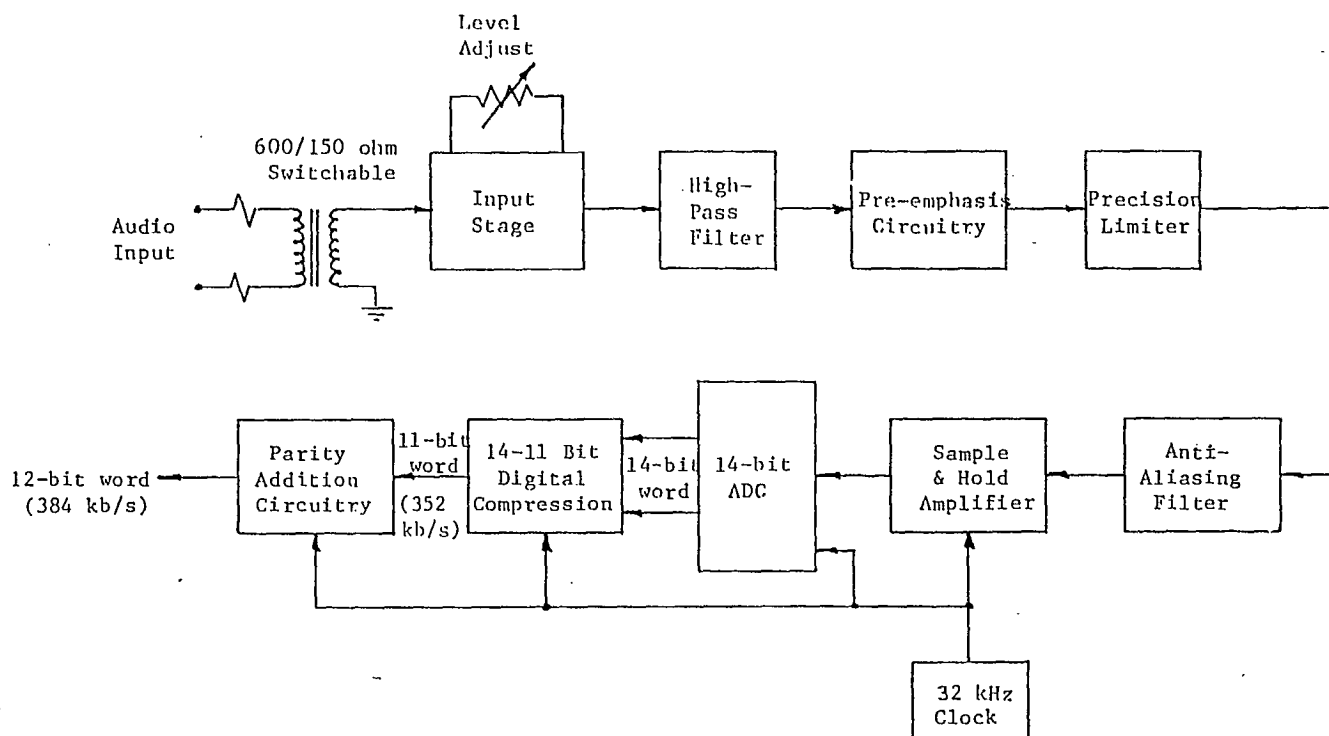 Level
Adjust
600/150 ohm
Switchable
Audio
Input
Input
Stage
High-
Pass
Filter
Pre-emphasis
Circuitry
Precision
Limiter
12-bit word
(384 kb/s)
Parity
Addition
Circuitry
11-bit
word
(352
kb/s)
14-11 Bit
Digital
Compression
14-bit
word
14-bit
ADC
Sample
& Hold
Amplifier
Anti-
Aliasing
Filter
32 kHz
Clock